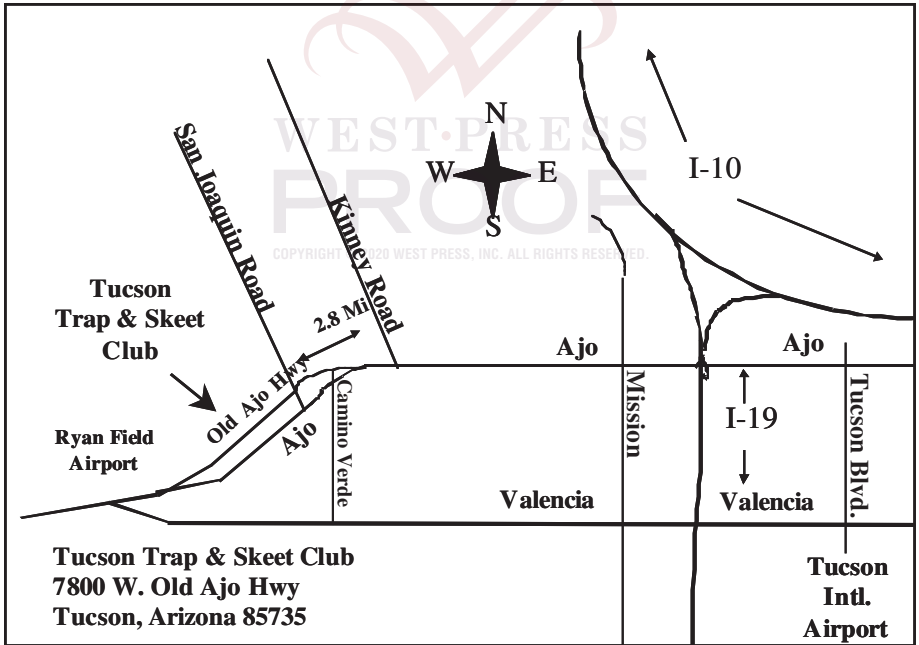 WEST·PRESS
PROOF
COPYRIGHT 2020 WEST PRESS, INC. ALL RIGHTS RESERVED.
N
W
E
S
I-10
San Joaquin Road
Kinney Road
2.8 Mi
Tucson
Trap & Skeet
Club
Old Ajo Hwy
Ajo
Camino Verde
Ryan Field
Airport
Ajo
Mission
Ajo
I-19
Tucson Blvd.
Valencia
Valencia
Tucson
Intl.
Airport
Tucson Trap & Skeet Club
7800 W. Old Ajo Hwy
Tucson, Arizona 85735